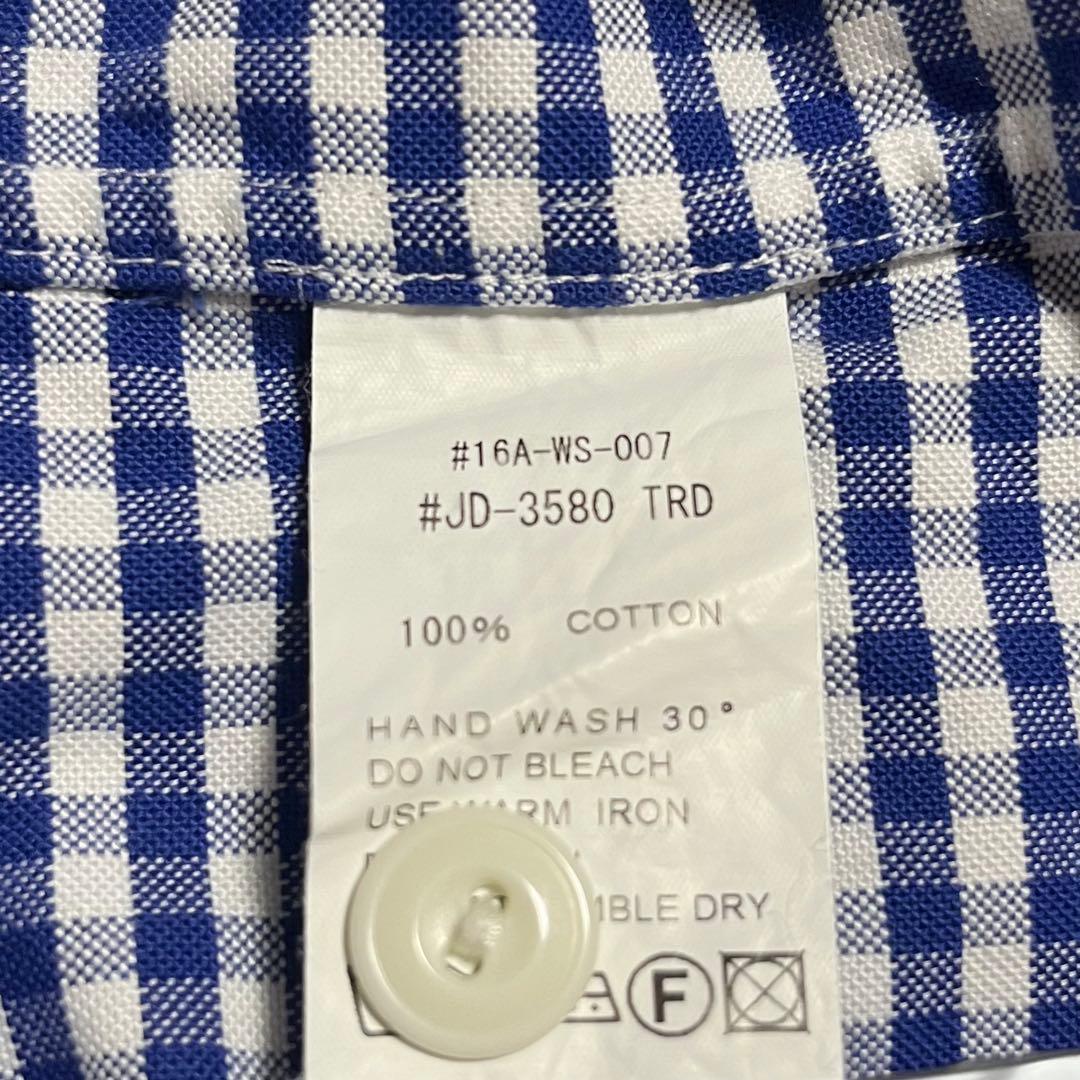 #16A-WS-007
#JD-3580 TRD
100% COTTON
HAND WASH 30°
DO NOT BLEACH
USE WARM IRON
DRY
F